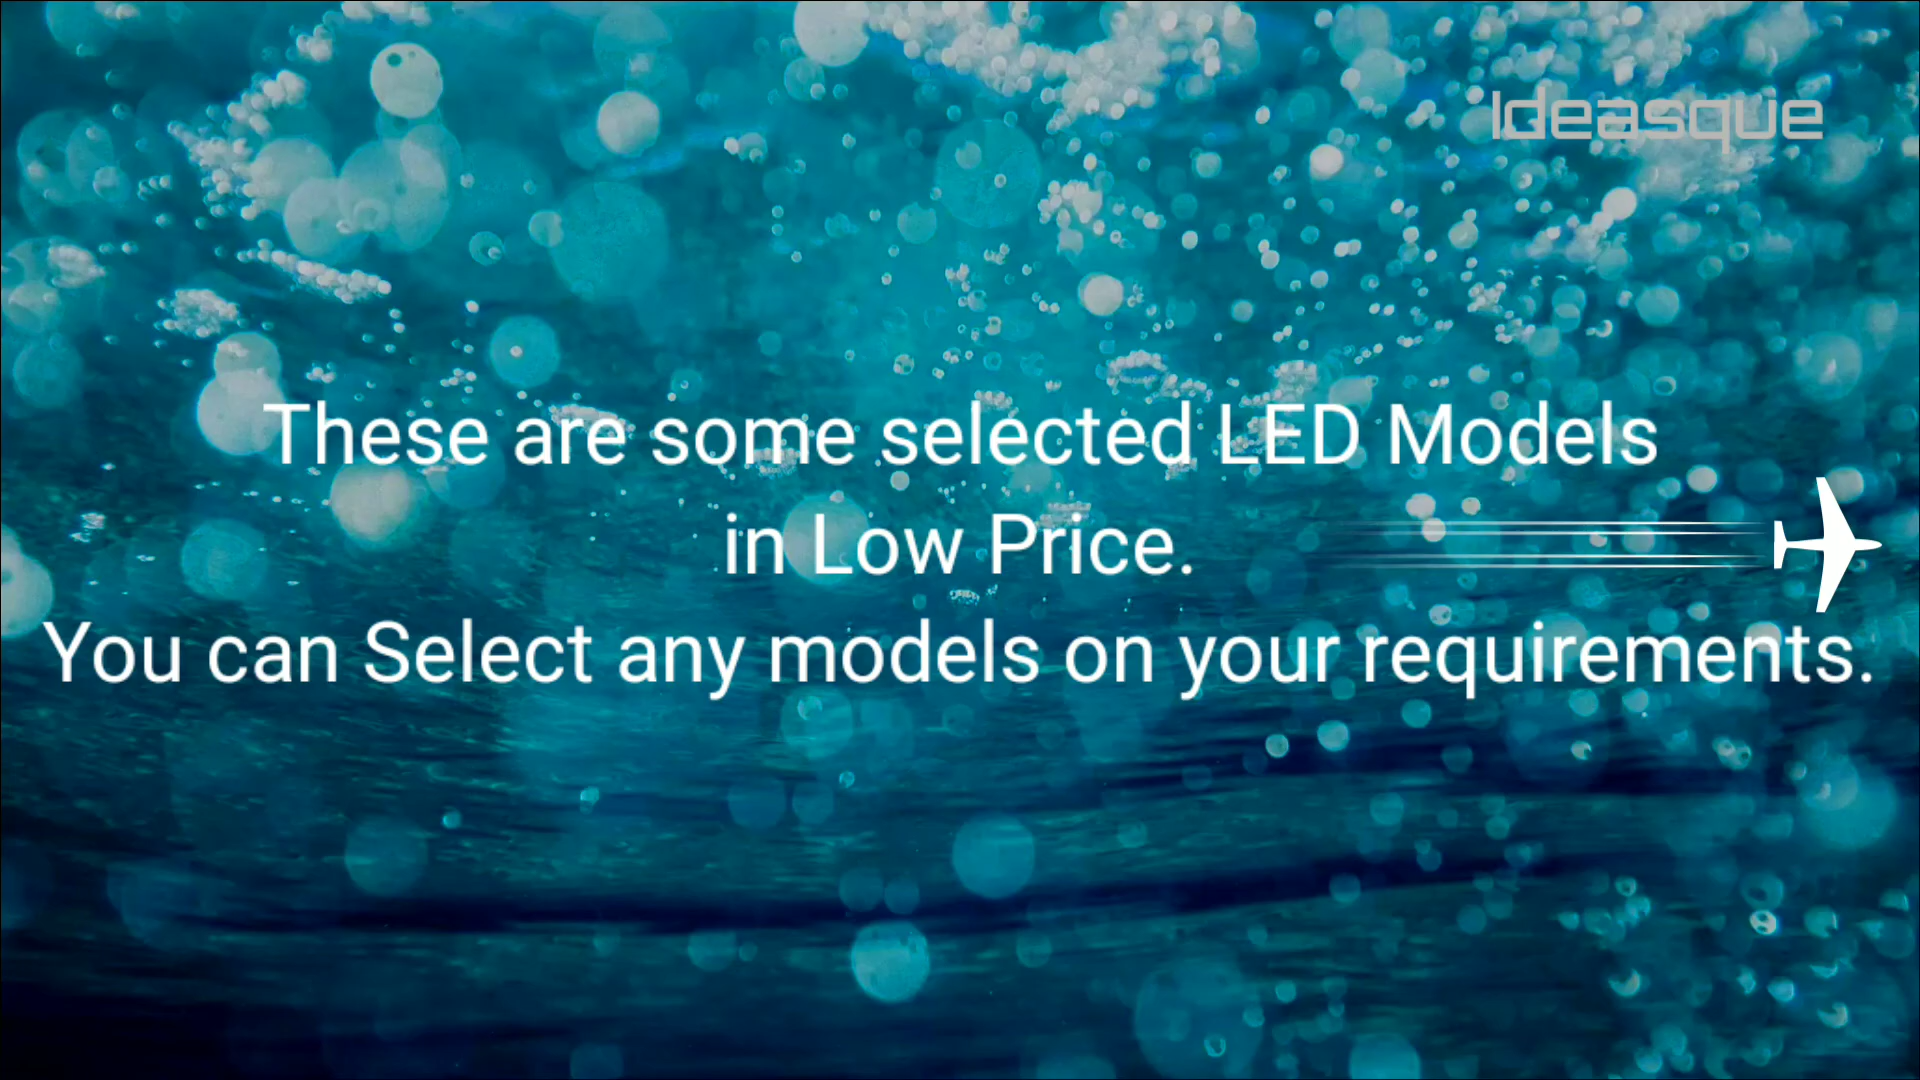 Ideasque
These are some selected LED Models
in Low Price.
You can Select any models on your requirements.